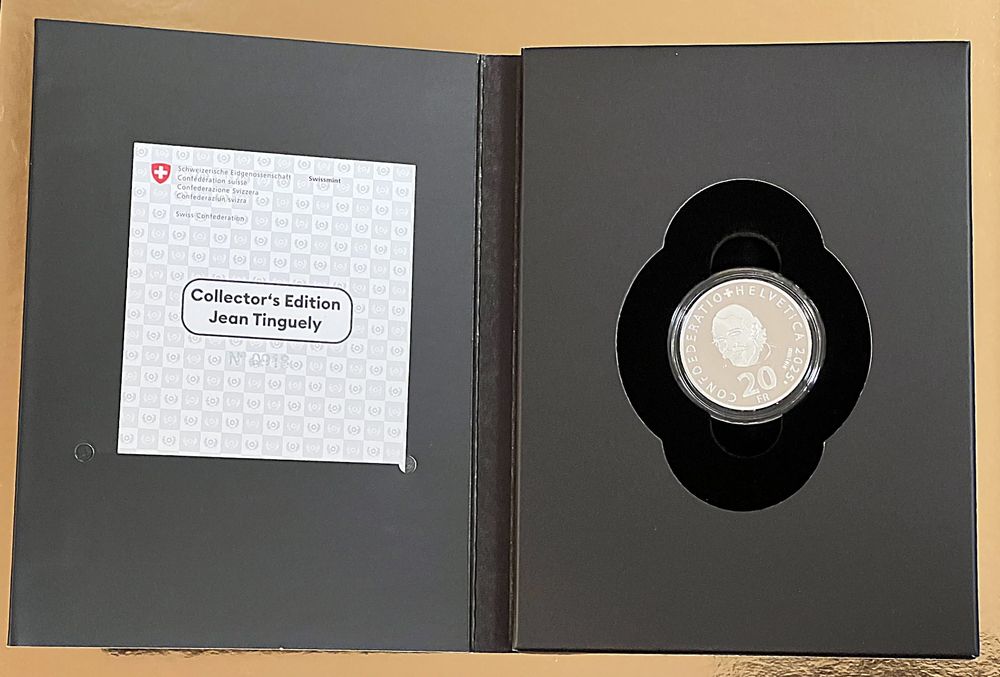 Schweizerische Eidgenossenschaft
Confédération suisse
Confederazione Svizzera
Confederaziun svizra
Swissmint
Swiss Confederation
Collector‘s Edition
Jean Tinguely
CONFOEDERATIO HELVETICA 2025
20
FR